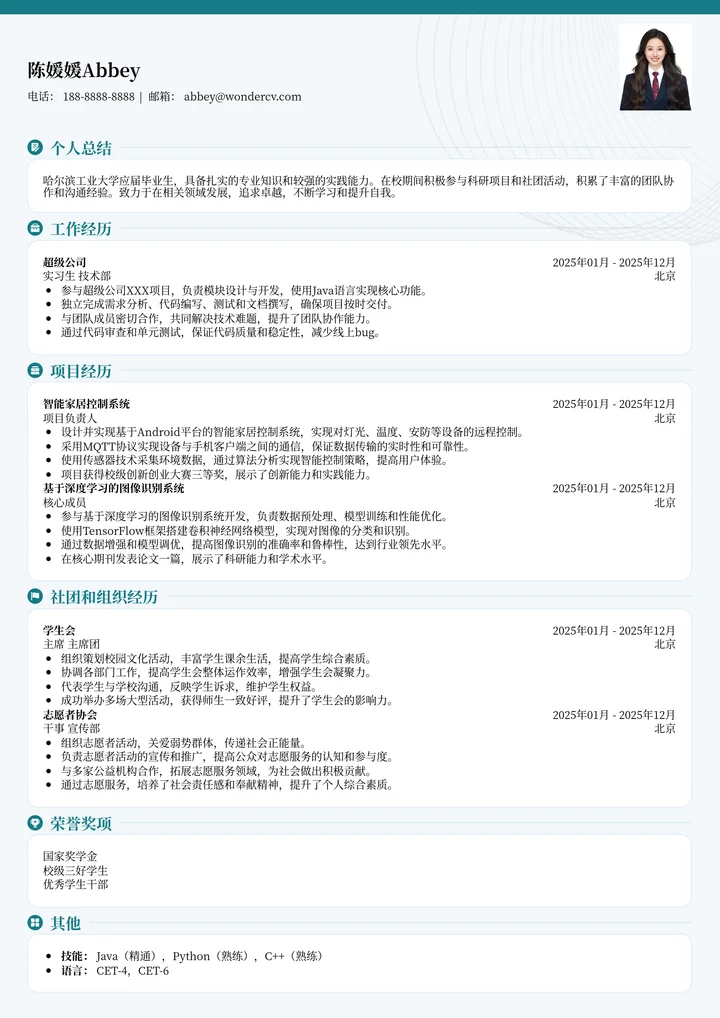 陈媛媛Abbey
电话： 188-8888-8888 | 邮箱： abbey@wondercv.com
个人总结
哈尔滨工业大学应届毕业生，具备扎实的专业知识和较强的实践能力。在校期间积极参与科研项目和社团活动，积累了丰富的团队协
作和沟通经验。致力于在相关领域发展，追求卓越，不断学习和提升自我。
工作经历
超级公司 2025年01月 - 2025年12月
实习生 技术部 北京
• 参与超级公司XXX项目，负责模块设计与开发，使用Java语言实现核心功能。
• 独立完成需求分析、代码编写、测试和文档撰写，确保项目按时交付。
• 与团队成员密切合作，共同解决技术难题，提升了团队协作能力。
• 通过代码审查和单元测试，保证代码质量和稳定性，减少线上bug。
项目经历
智能家居控制系统 2025年01月 - 2025年12月
项目负责人 北京
• 设计并实现基于Android平台的智能家居控制系统，实现对灯光、温度、安防等设备的远程控制。
• 采用MQTT协议实现设备与手机客户端之间的通信，保证数据传输的实时性和可靠性。
• 使用传感器技术采集环境数据，通过算法分析实现智能控制策略，提高用户体验。
• 项目获得校级创新创业大赛三等奖，展示了创新能力和实践能力。
基于深度学习的图像识别系统 2025年01月 - 2025年12月
核心成员 北京
• 参与基于深度学习的图像识别系统开发，负责数据预处理、模型训练和性能优化。
• 使用TensorFlow框架搭建卷积神经网络模型，实现对图像的分类和识别。
• 通过数据增强和模型调优，提高图像识别的准确率和鲁棒性，达到行业领先水平。
• 在核心期刊发表论文一篇，展示了科研能力和学术水平。
社团和组织经历
学生会 2025年01月 - 2025年12月
主席 主席团 北京
• 组织策划校园文化活动，丰富学生课余生活，提高学生综合素质。
• 协调各部门工作，提高学生会整体运作效率，增强学生会凝聚力。
• 代表学生与学校沟通，反映学生诉求，维护学生权益。
• 成功举办多场大型活动，获得师生一致好评，提升了学生会的影响力。
志愿者协会 2025年01月 - 2025年12月
干事 宣传部 北京
• 组织志愿者活动，关爱弱势群体，传递社会正能量。
• 负责志愿者活动的宣传和推广，提高公众对志愿服务的认知和参与度。
• 与多家公益机构合作，拓展志愿服务领域，为社会做出积极贡献。
• 通过志愿服务，培养了社会责任感和奉献精神，提升了个人综合素质。
荣誉奖项
国家奖学金
校级三好学生
优秀学生干部
其他
• 技能： Java（精通）, Python（熟练）, C++（熟练）
• 语言： CET-4，CET-6